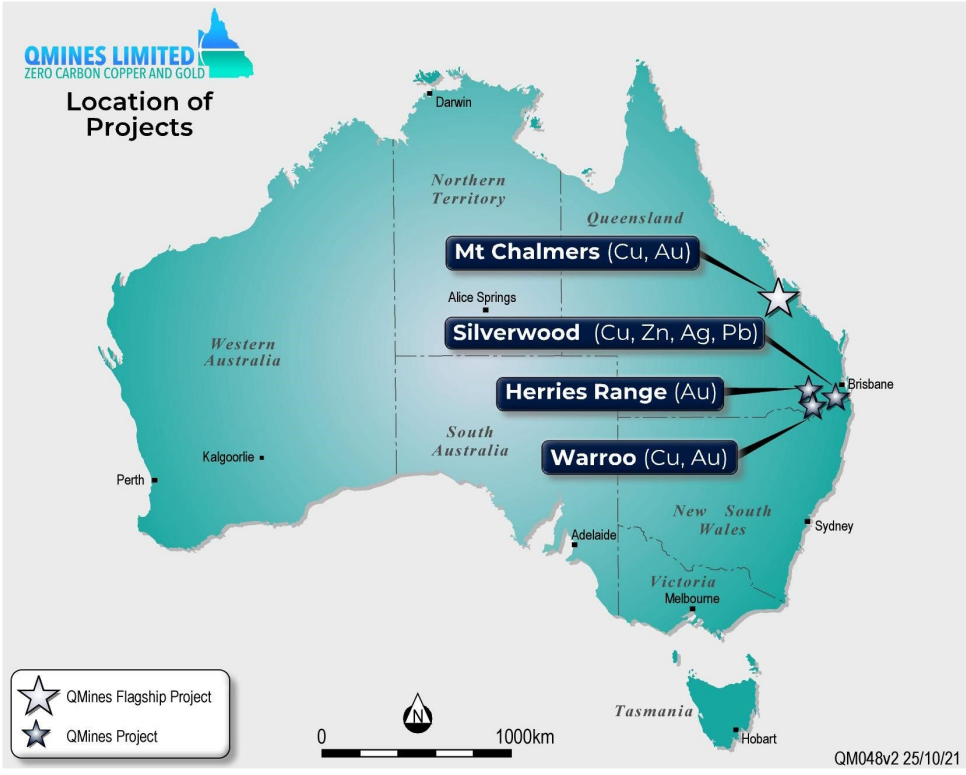 QMINES LIMITED
ZERO CARBON COPPER AND GOLD
Location of
Projects
Darwin
Northern
Territory
Queensland
Mt Chalmers (Cu, Au)
Alice Springs
Silverwood (Cu, Zn, Ag, Pb)
Western
Australia
Herries Range (Au)
Brisbane
South
Australia
Warroo (Cu, Au)
Kalgoorlie
Perth
New South
Wales
Sydney
Adelaide
Victoria
Melbourne
QMines Flagship Project
QMines Project
N
0 1000km
Tasmania
Hobart
QM048v2 25/10/21